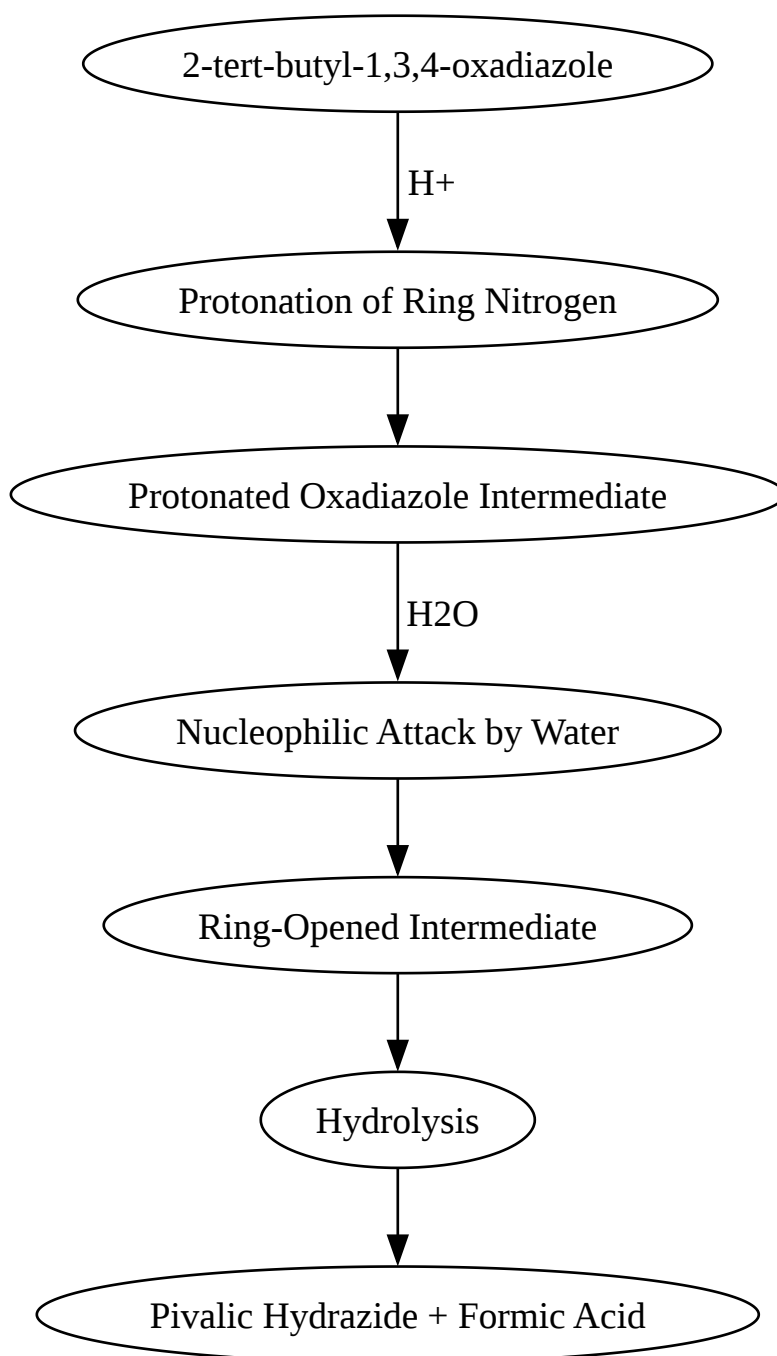 2-tert-butyl-1,3,4-oxadiazole
H+
Protonation of Ring Nitrogen
Protonated Oxadiazole Intermediate
H2O
Nucleophilic Attack by Water
Ring-Opened Intermediate
Hydrolysis
Pivalic Hydrazide + Formic Acid